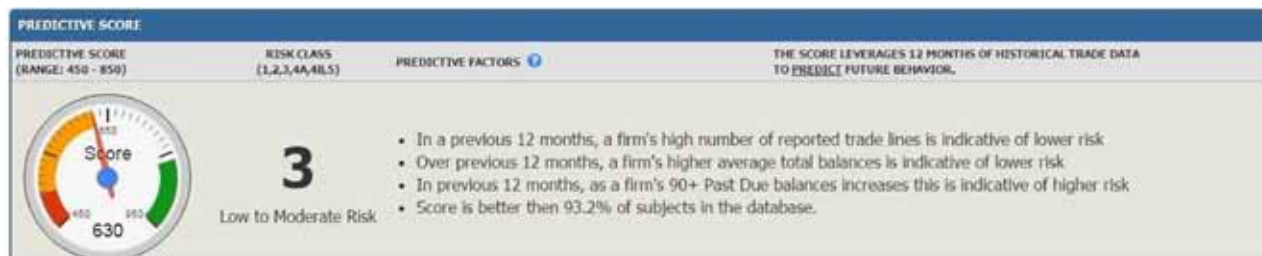 PREDICTIVE SCORE
PREDICTIVE SCORE
(RANGE: 450 - 850)
RISK CLASS
(1,2,3,4A,4B,5)
PREDICTIVE FACTORS ?
THE SCORE LEVERAGES 12 MONTHS OF HISTORICAL TRADE DATA
TO PREDICT FUTURE BEHAVIOR.
650
Score
450
850
630
3
Low to Moderate Risk
• In a previous 12 months, a firm's high number of reported trade lines is indicative of lower risk
• Over previous 12 months, a firm's higher average total balances is indicative of lower risk
• In previous 12 months, as a firm's 90+ Past Due balances increases this is indicative of higher risk
• Score is better then 93.2% of subjects in the database.